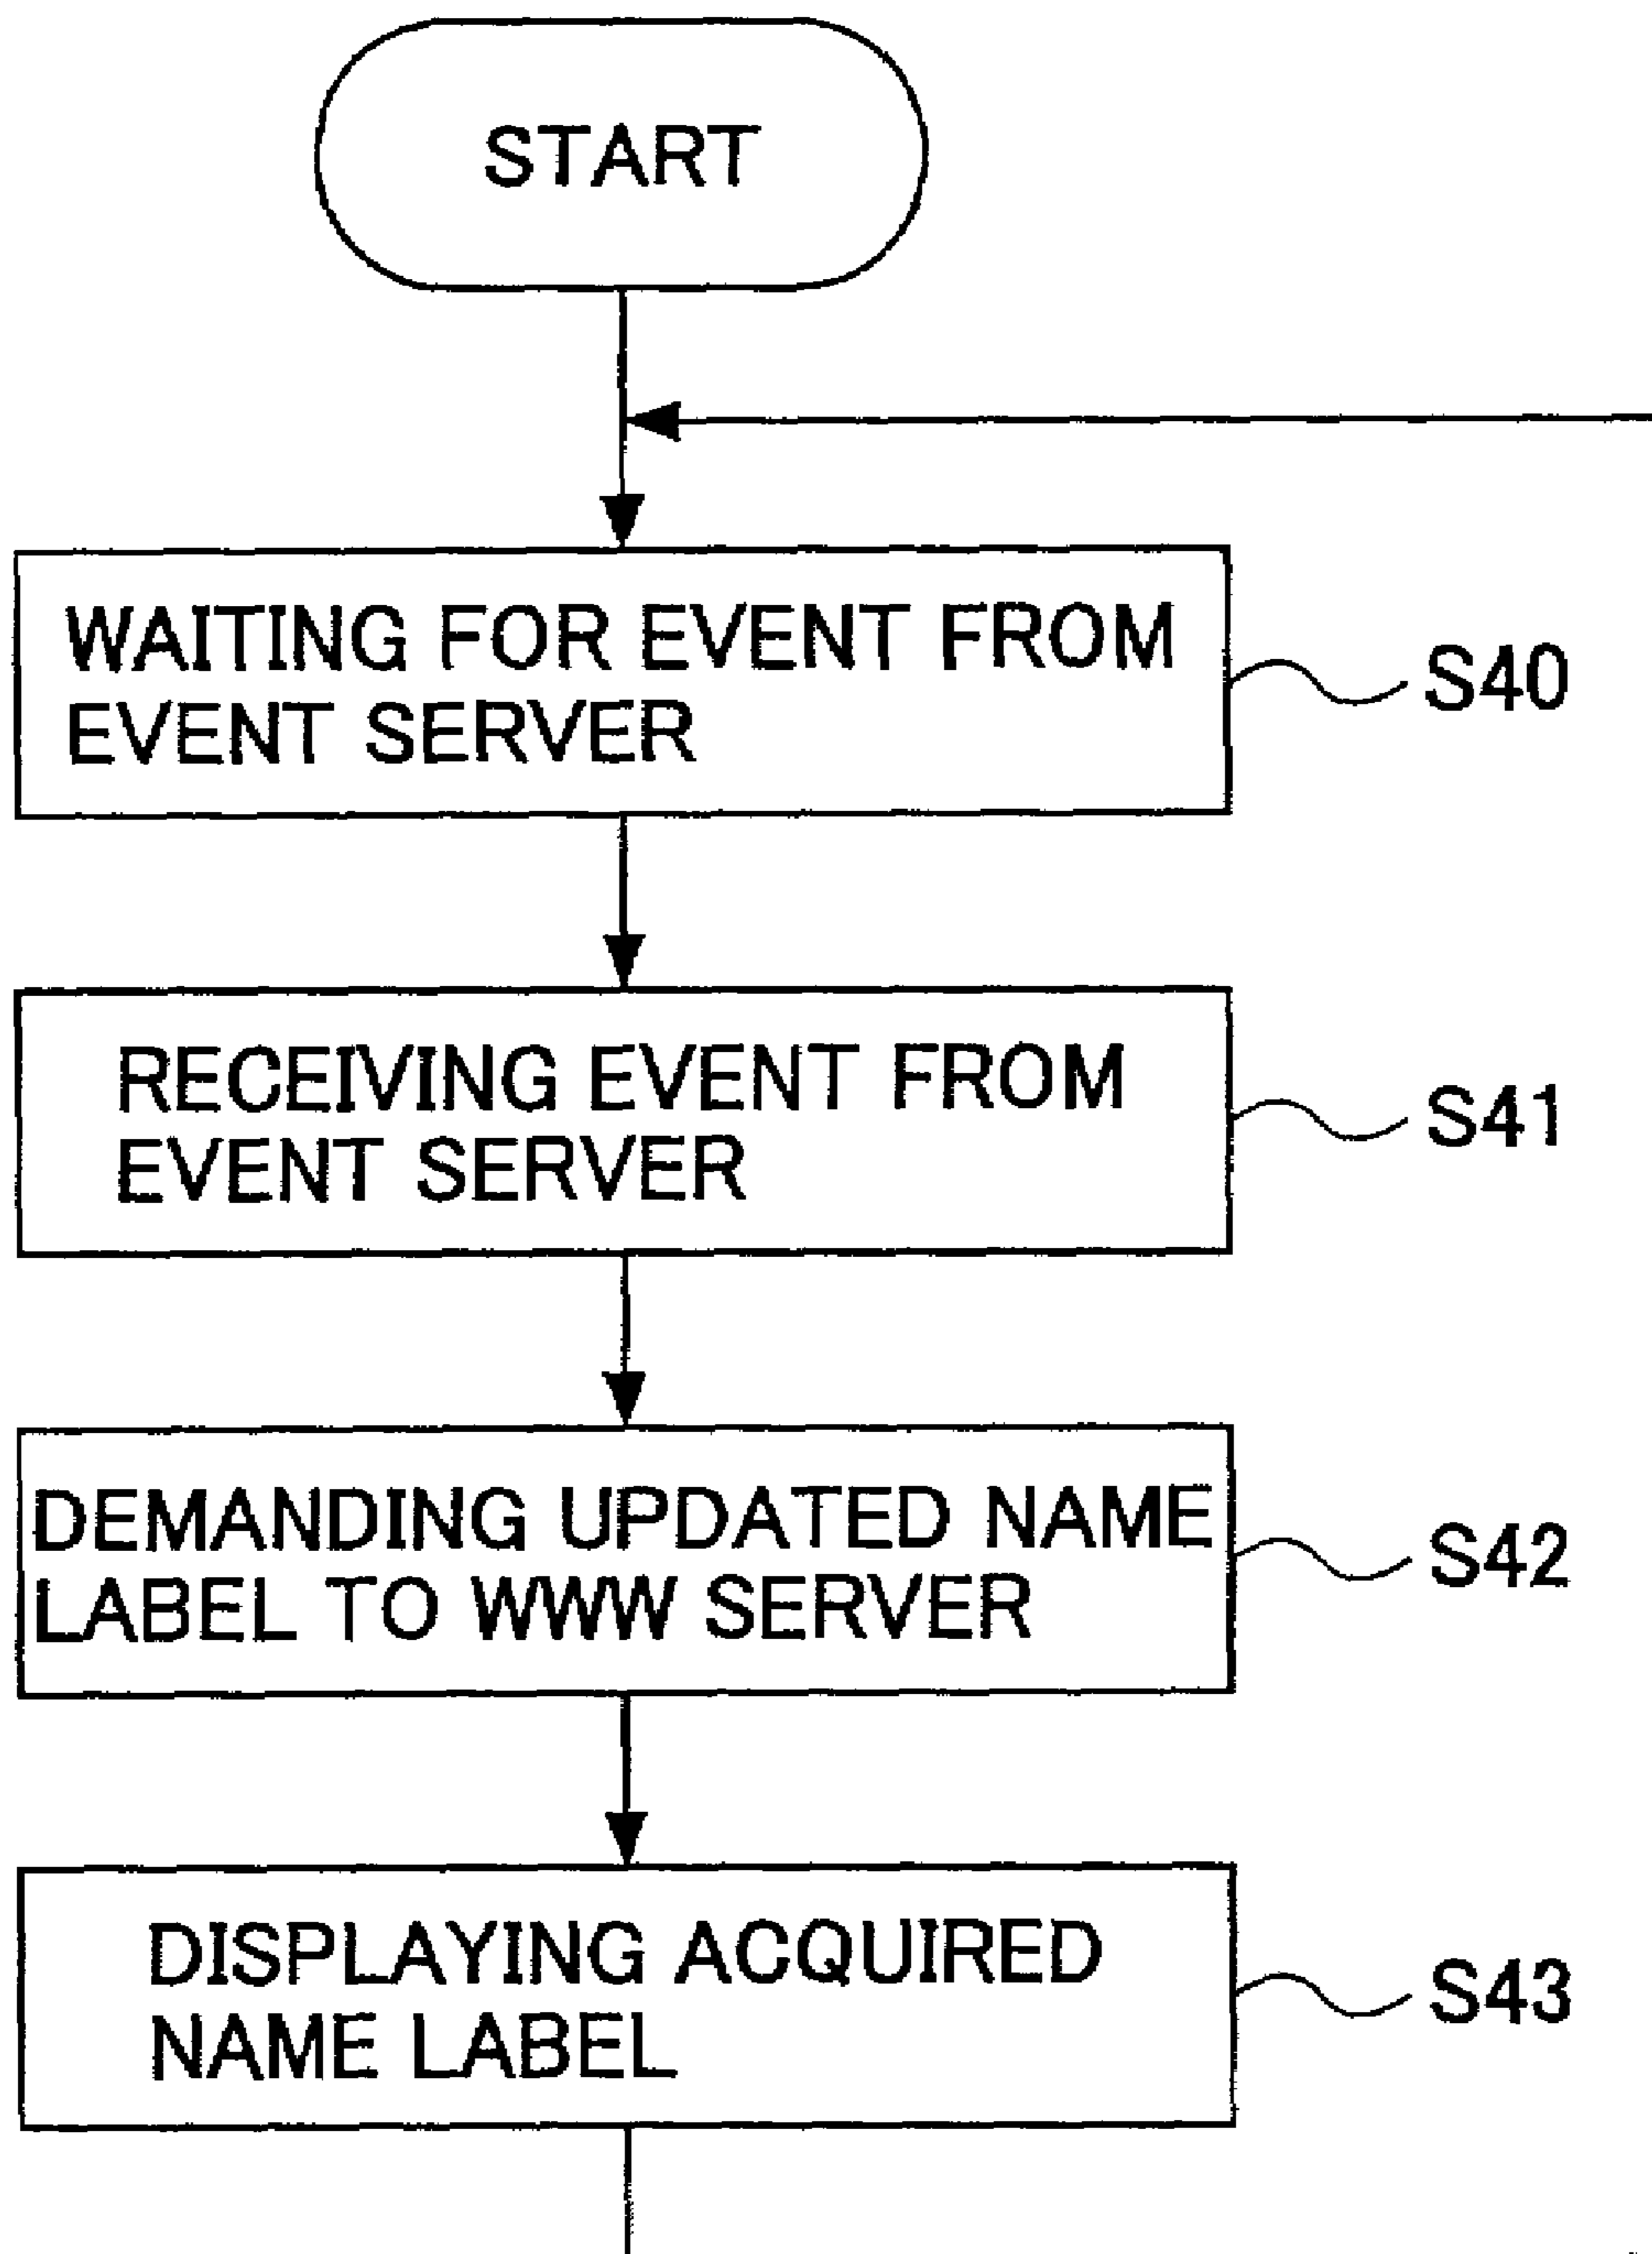 START
WAITING FOR EVENT FROM
EVENT SERVER
S40
RECEIVING EVENT FROM
EVENT SERVER
S41
DEMANDING UPDATED NAME
LABEL TO WWW SERVER
S42
DISPLAYING ACQUIRED
NAME LABEL
S43